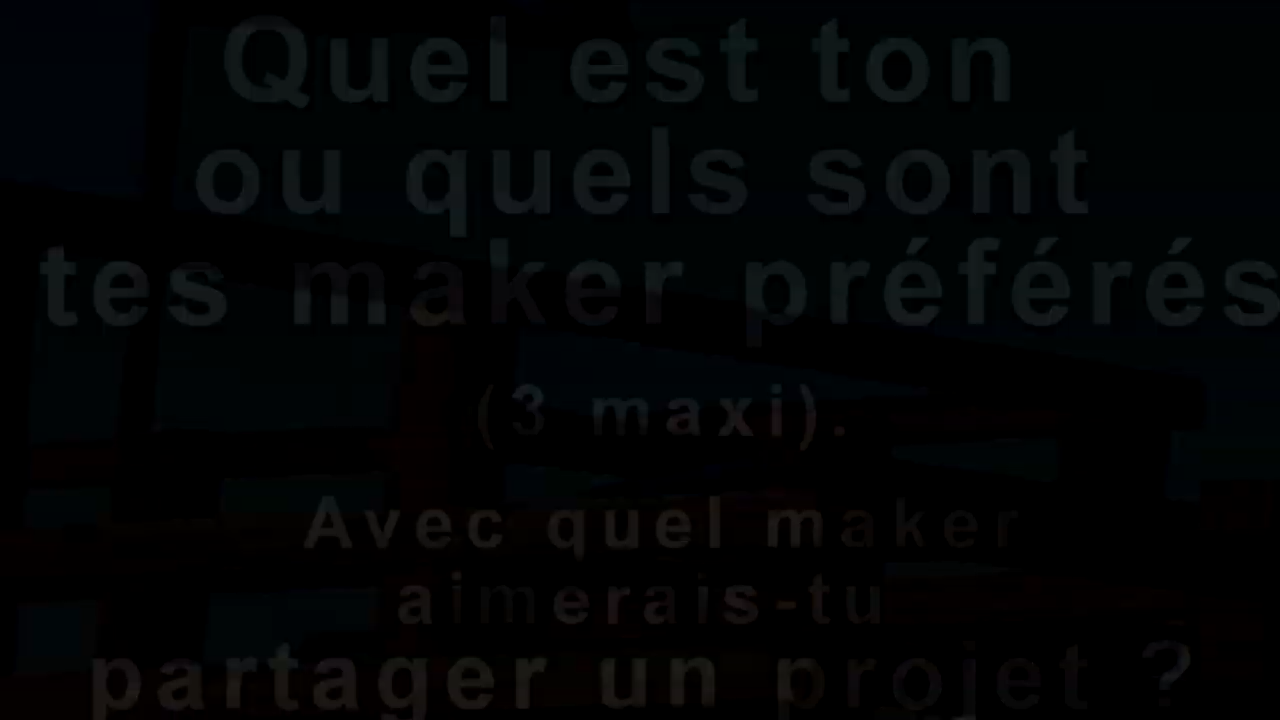 Quel est ton
ou quels sont
tes maker préférés
(3 maxi).
Avec quel maker
aimerais-tu
partager un projet ?